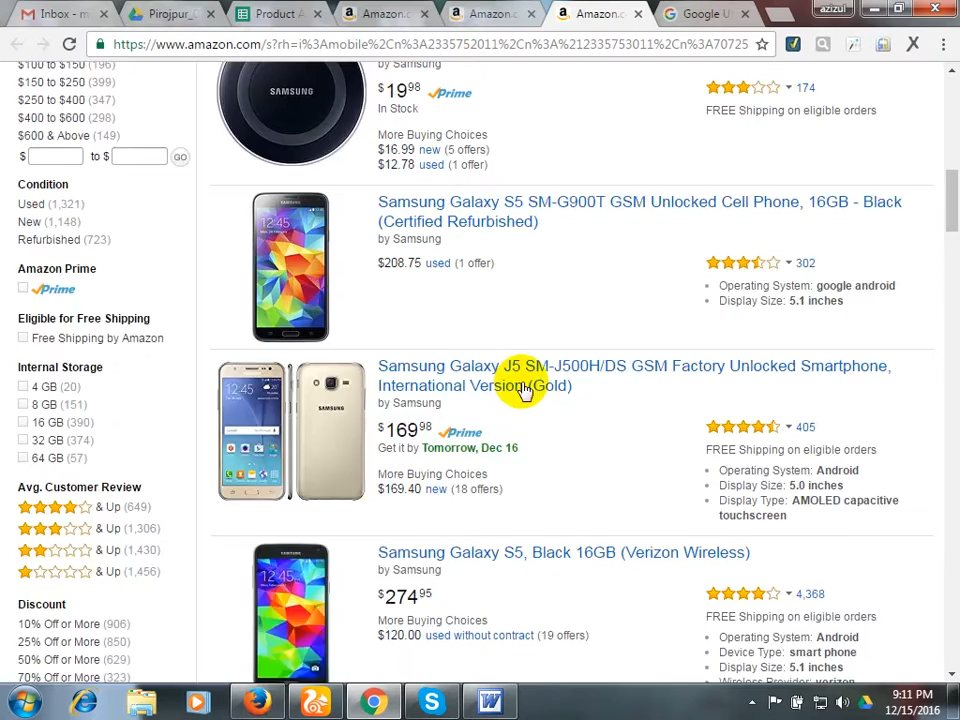 Inbox - m
Pirojpur_
Product A
Amazon.c
Amazon.c
Amazon.c
Google U
azizul
https://www.amazon.com/s?rh=i%3Amobile%2Cn%3A2335752011%2Cn%3A%212335753011%2Cn%3A70725
$100 to $150 (196)
$150 to $250 (399)
$250 to $400 (347)
$400 to $600 (298)
$600 & Above (149)
$ to $ GO
Condition
Used (1,321)
New (1,148)
Refurbished (723)
Amazon Prime
Prime
Eligible for Free Shipping
Free Shipping by Amazon
Internal Storage
4 GB (20)
8 GB (151)
16 GB (390)
32 GB (374)
64 GB (57)
Avg. Customer Review
& Up (649)
& Up (1,306)
& Up (1,430)
& Up (1,456)
Discount
10% Off or More (906)
25% Off or More (850)
50% Off or More (629)
70% Off or More (323)
SAMSUNG
by Samsung
$19.98 Prime
In Stock
More Buying Choices
$16.99 new (5 offers)
$12.78 used (1 offer)
174
FREE Shipping on eligible orders
Samsung Galaxy S5 SM-G900T GSM Unlocked Cell Phone, 16GB - Black
(Certified Refurbished)
by Samsung
$208.75 used (1 offer)
302
Operating System: google android
Display Size: 5.1 inches
12:45
SAMSUNG
Samsung Galaxy J5 SM-J500H/DS GSM Factory Unlocked Smartphone,
International Version (Gold)
by Samsung
$169.98 Prime
Get it by Tomorrow, Dec 16
More Buying Choices
$169.40 new (18 offers)
405
FREE Shipping on eligible orders
Operating System: Android
Display Size: 5.0 inches
Display Type: AMOLED capacitive
touchscreen
12:45
Samsung Galaxy S5, Black 16GB (Verizon Wireless)
by Samsung
$274.95
More Buying Choices
$120.00 used without contract (19 offers)
4,368
FREE Shipping on eligible orders
Operating System: Android
Device Type: smart phone
Display Size: 5.1 inches
Wireless Provider: verizon
9:11 PM
12/15/2016